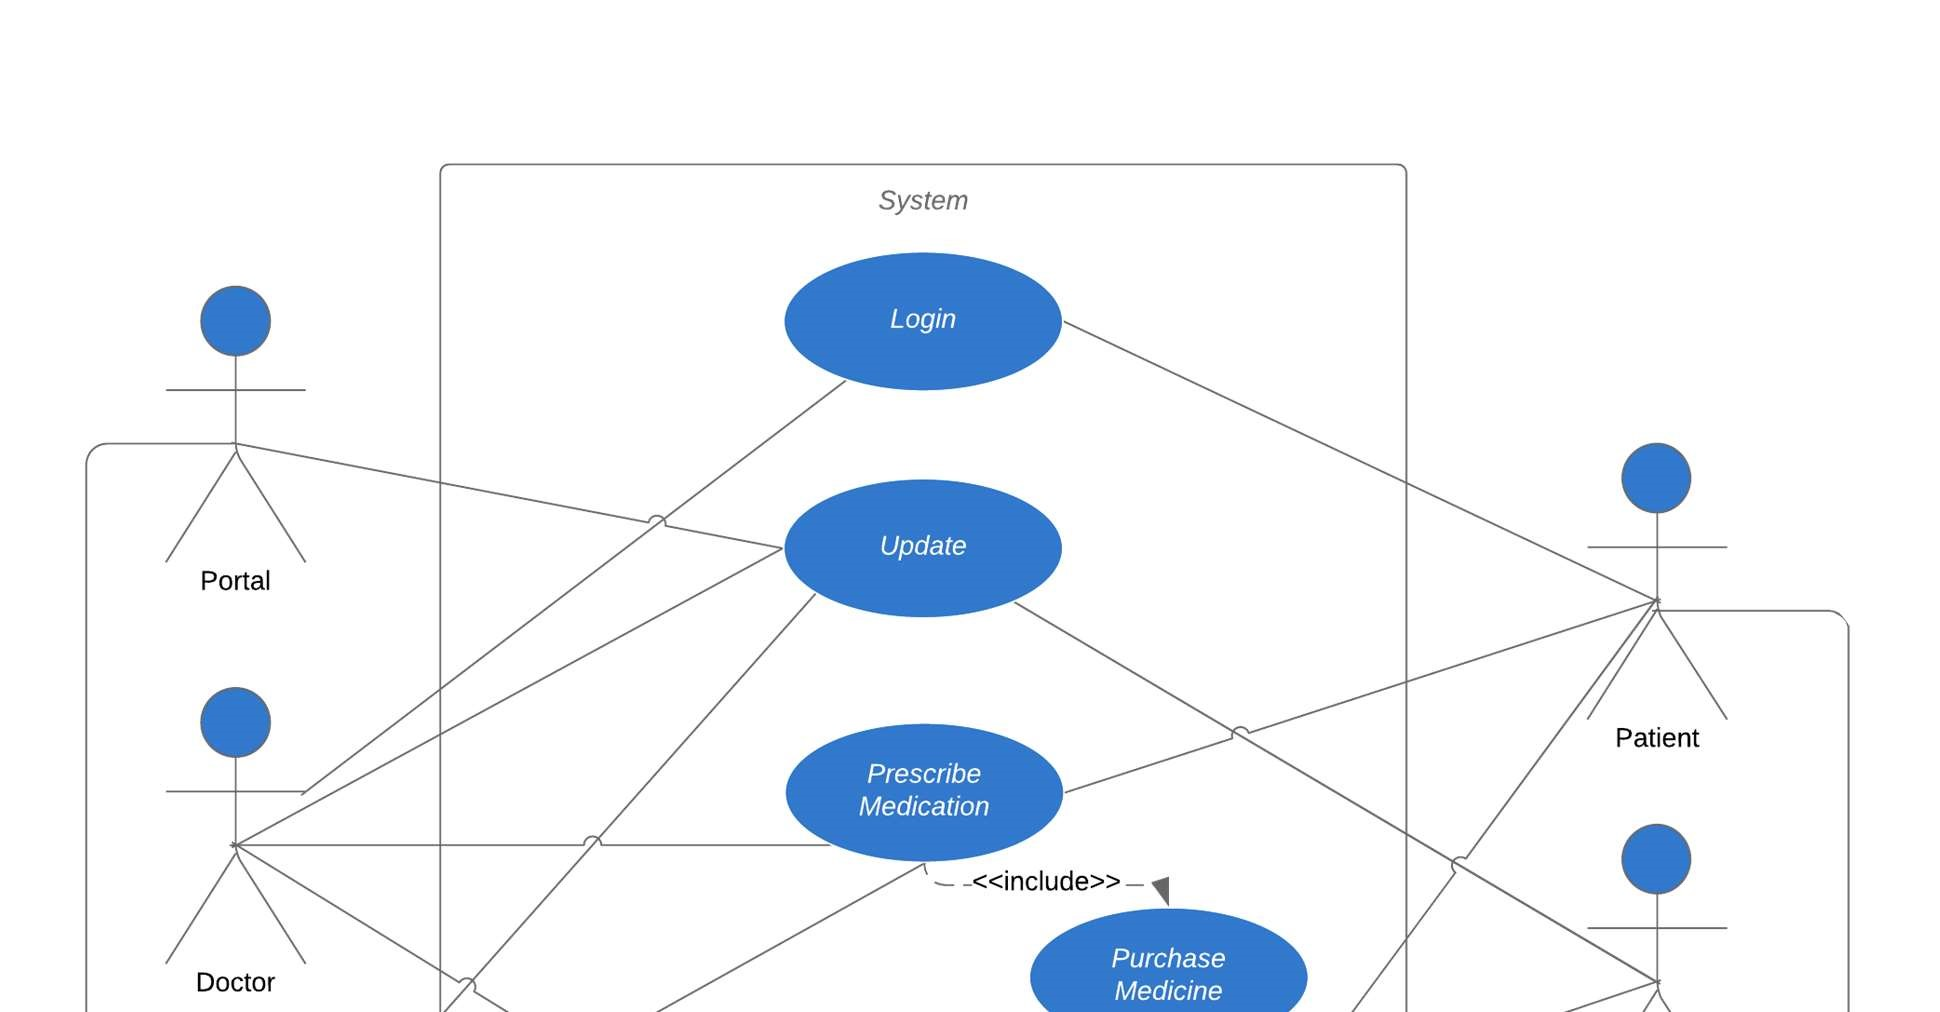 System
Login
Update
Portal
Patient
Prescribe
Medication
<<include>>
Purchase
Medicine
Doctor